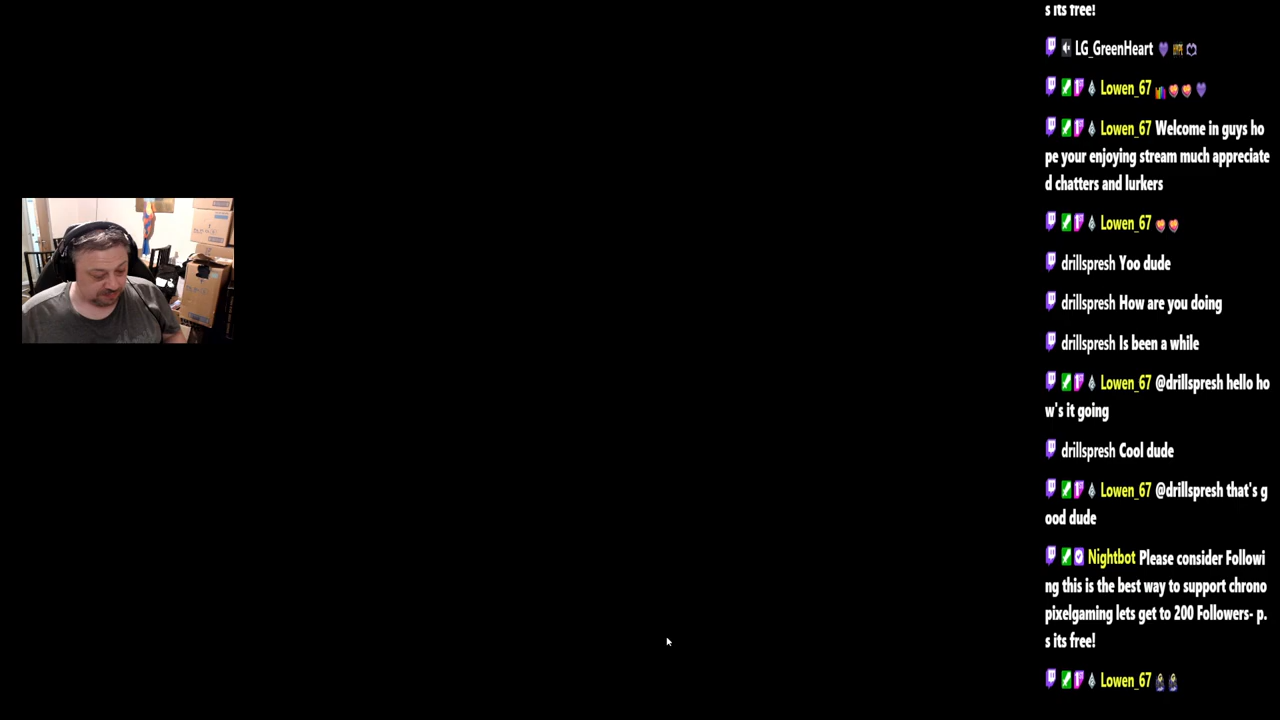 s its free!
LG_GreenHeart
Lowen_67
Lowen_67 Welcome in guys ho
pe your enjoying stream much appreciate
d chatters and lurkers
Lowen_67
drillspresh Yoo dude
drillspresh How are you doing
drillspresh Is been a while
Lowen_67 @drillspresh hello ho
w's it going
drillspresh Cool dude
Lowen_67 @drillspresh that's g
ood dude
Nightbot Please consider Followi
ng this is the best way to support chrono
pixelgaming lets get to 200 Followers- p.
s its free!
Lowen_67